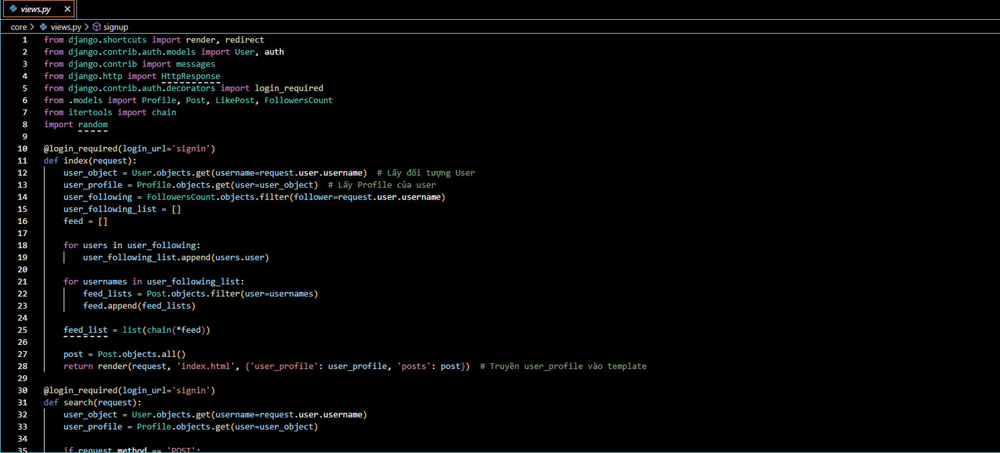 views.py
core > views.py > signup
1 from django.shortcuts import render, redirect
2 from django.contrib.auth.models import User, auth
3 from django.contrib import messages
4 from django.http import HttpResponse
5 from django.contrib.auth.decorators import login_required
6 from .models import Profile, Post, LikePost, FollowersCount
7 from itertools import chain
8 import random
9
10 @login_required(login_url='signin')
11 def index(request):
12     user_object = User.objects.get(username=request.user.username)  # Lấy đối tượng User
13     user_profile = Profile.objects.get(user=user_object)  # Lấy Profile của user
14     user_following = FollowersCount.objects.filter(follower=request.user.username)
15     user_following_list = []
16     feed = []
17
18     for users in user_following:
19         user_following_list.append(users.user)
20
21     for usernames in user_following_list:
22         feed_lists = Post.objects.filter(user=usernames)
23         feed.append(feed_lists)
24
25     feed_list = list(chain(*feed))
26
27     post = Post.objects.all()
28     return render(request, 'index.html', {'user_profile': user_profile, 'posts': post})  # Truyền user_profile vào template
29
30 @login_required(login_url='signin')
31 def search(request):
32     user_object = User.objects.get(username=request.user.username)
33     user_profile = Profile.objects.get(user=user_object)
34
35     if request.method == 'POST':